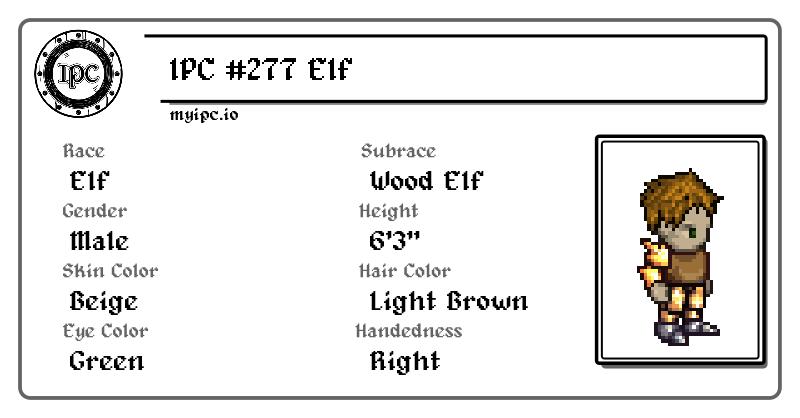 IPC
IPC #277 Elf
myipc.io
Race
Subrace
Elf
Wood Elf
Gender
Height
Male
6'3"
Skin Color
Hair Color
Beige
Light Brown
Eye Color
Handedness
Green
Right